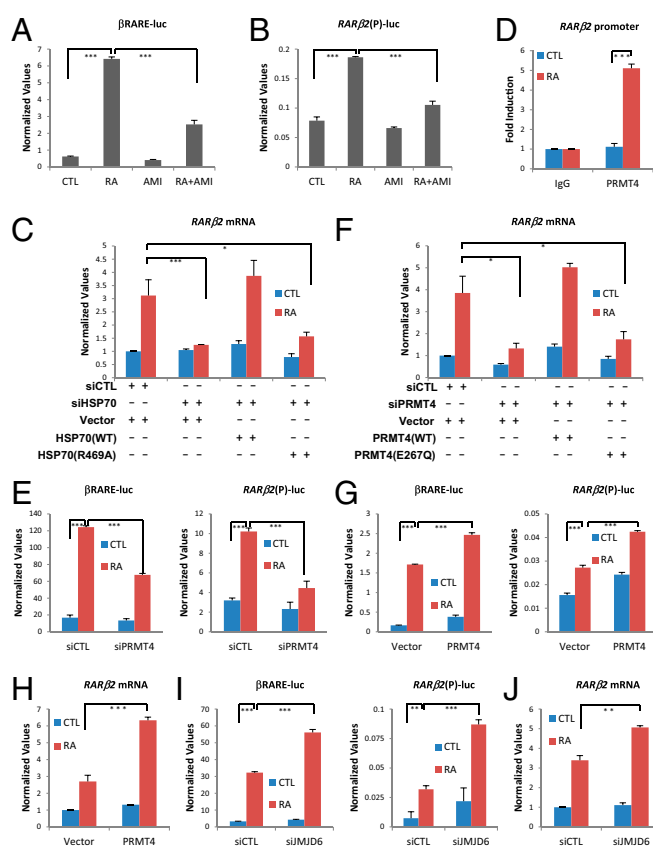 A
βRARE-luc
Normalized Values
7
6
5
4
3
2
1
0
***
***
CTL RA AMI RA+AMI
B
RARβ2(P)-luc
Normalized Values
0.2
0.15
0.1
0.05
0
***
***
CTL RA AMI RA+AMI
D
RARβ2 promoter
Fold Induction
6
5
4
3
2
1
0
CTL
RA
***
IgG PRMT4
C
RARβ2 mRNA
Normalized Values
5
4.5
4
3.5
3
2.5
2
1.5
1
0.5
0
*
***
CTL
RA
siCTL + + – – – – – –
siHSP70 – – + + + + + +
Vector + + + + – – – –
HSP70(WT) – – – – + + – –
HSP70(R469A) – – – – – – + +
F
RARβ2 mRNA
Normalized Values
6
5
4
3
2
1
0
*
*
CTL
RA
siCTL + + – – – – – –
siPRMT4 – – + + + + + +
Vector + + + + – – – –
PRMT4(WT) – – – – + + – –
PRMT4(E267Q) – – – – – – + +
E
βRARE-luc
Normalized Values
140
120
100
80
60
40
20
0
***
***
CTL
RA
siCTL siPRMT4
RARβ2(P)-luc
Normalized Values
12
10
8
6
4
2
0
***
***
CTL
RA
siCTL siPRMT4
G
βRARE-luc
Normalized Values
3
2.5
2
1.5
1
0.5
0
***
***
CTL
RA
Vector PRMT4
RARβ2(P)-luc
Normalized Values
0.05
0.04
0.03
0.02
0.01
0
***
***
CTL
RA
Vector PRMT4
H
RARβ2 mRNA
Normalized Values
7
6
5
4
3
2
1
0
***
CTL
RA
Vector PRMT4
I
βRARE-luc
Normalized Values
70
60
50
40
30
20
10
0
***
***
CTL
RA
siCTL siJMJD6
RARβ2(P)-luc
Normalized Values
0.1
0.075
0.05
0.025
0
***
***
CTL
RA
siCTL siJMJD6
J
RARβ2 mRNA
Normalized Values
6
5
4
3
2
1
0
**
CTL
RA
siCTL siJMJD6